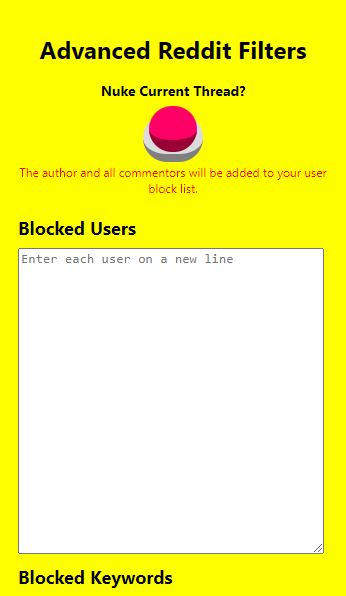 Advanced Reddit Filters
Nuke Current Thread?
The author and all commentors will be added to your user
block list.
Blocked Users
Enter each user on a new line
Blocked Keywords